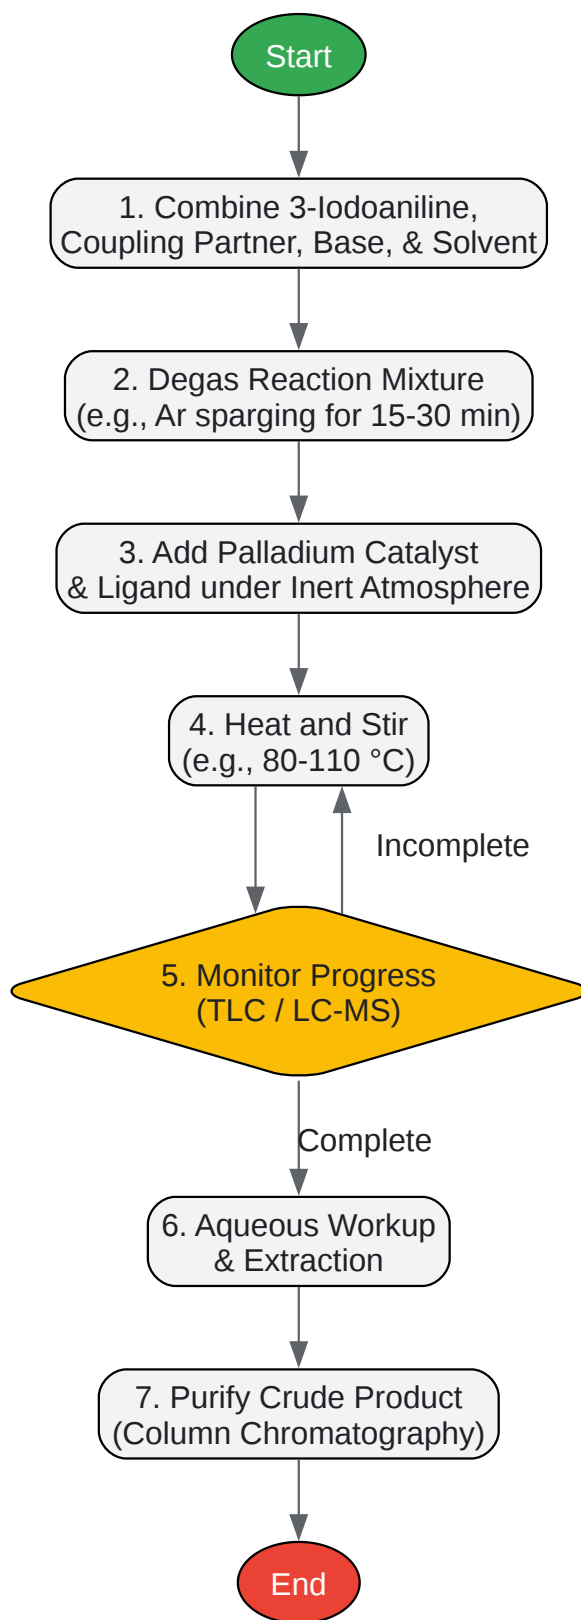 Start
1. Combine 3-Iodoaniline,
Coupling Partner, Base, & Solvent
2. Degas Reaction Mixture
(e.g., Ar sparging for 15-30 min)
3. Add Palladium Catalyst
& Ligand under Inert Atmosphere
4. Heat and Stir
(e.g., 80-110 °C)
Incomplete
5. Monitor Progress
(TLC / LC-MS)
Complete
6. Aqueous Workup
& Extraction
7. Purify Crude Product
(Column Chromatography)
End